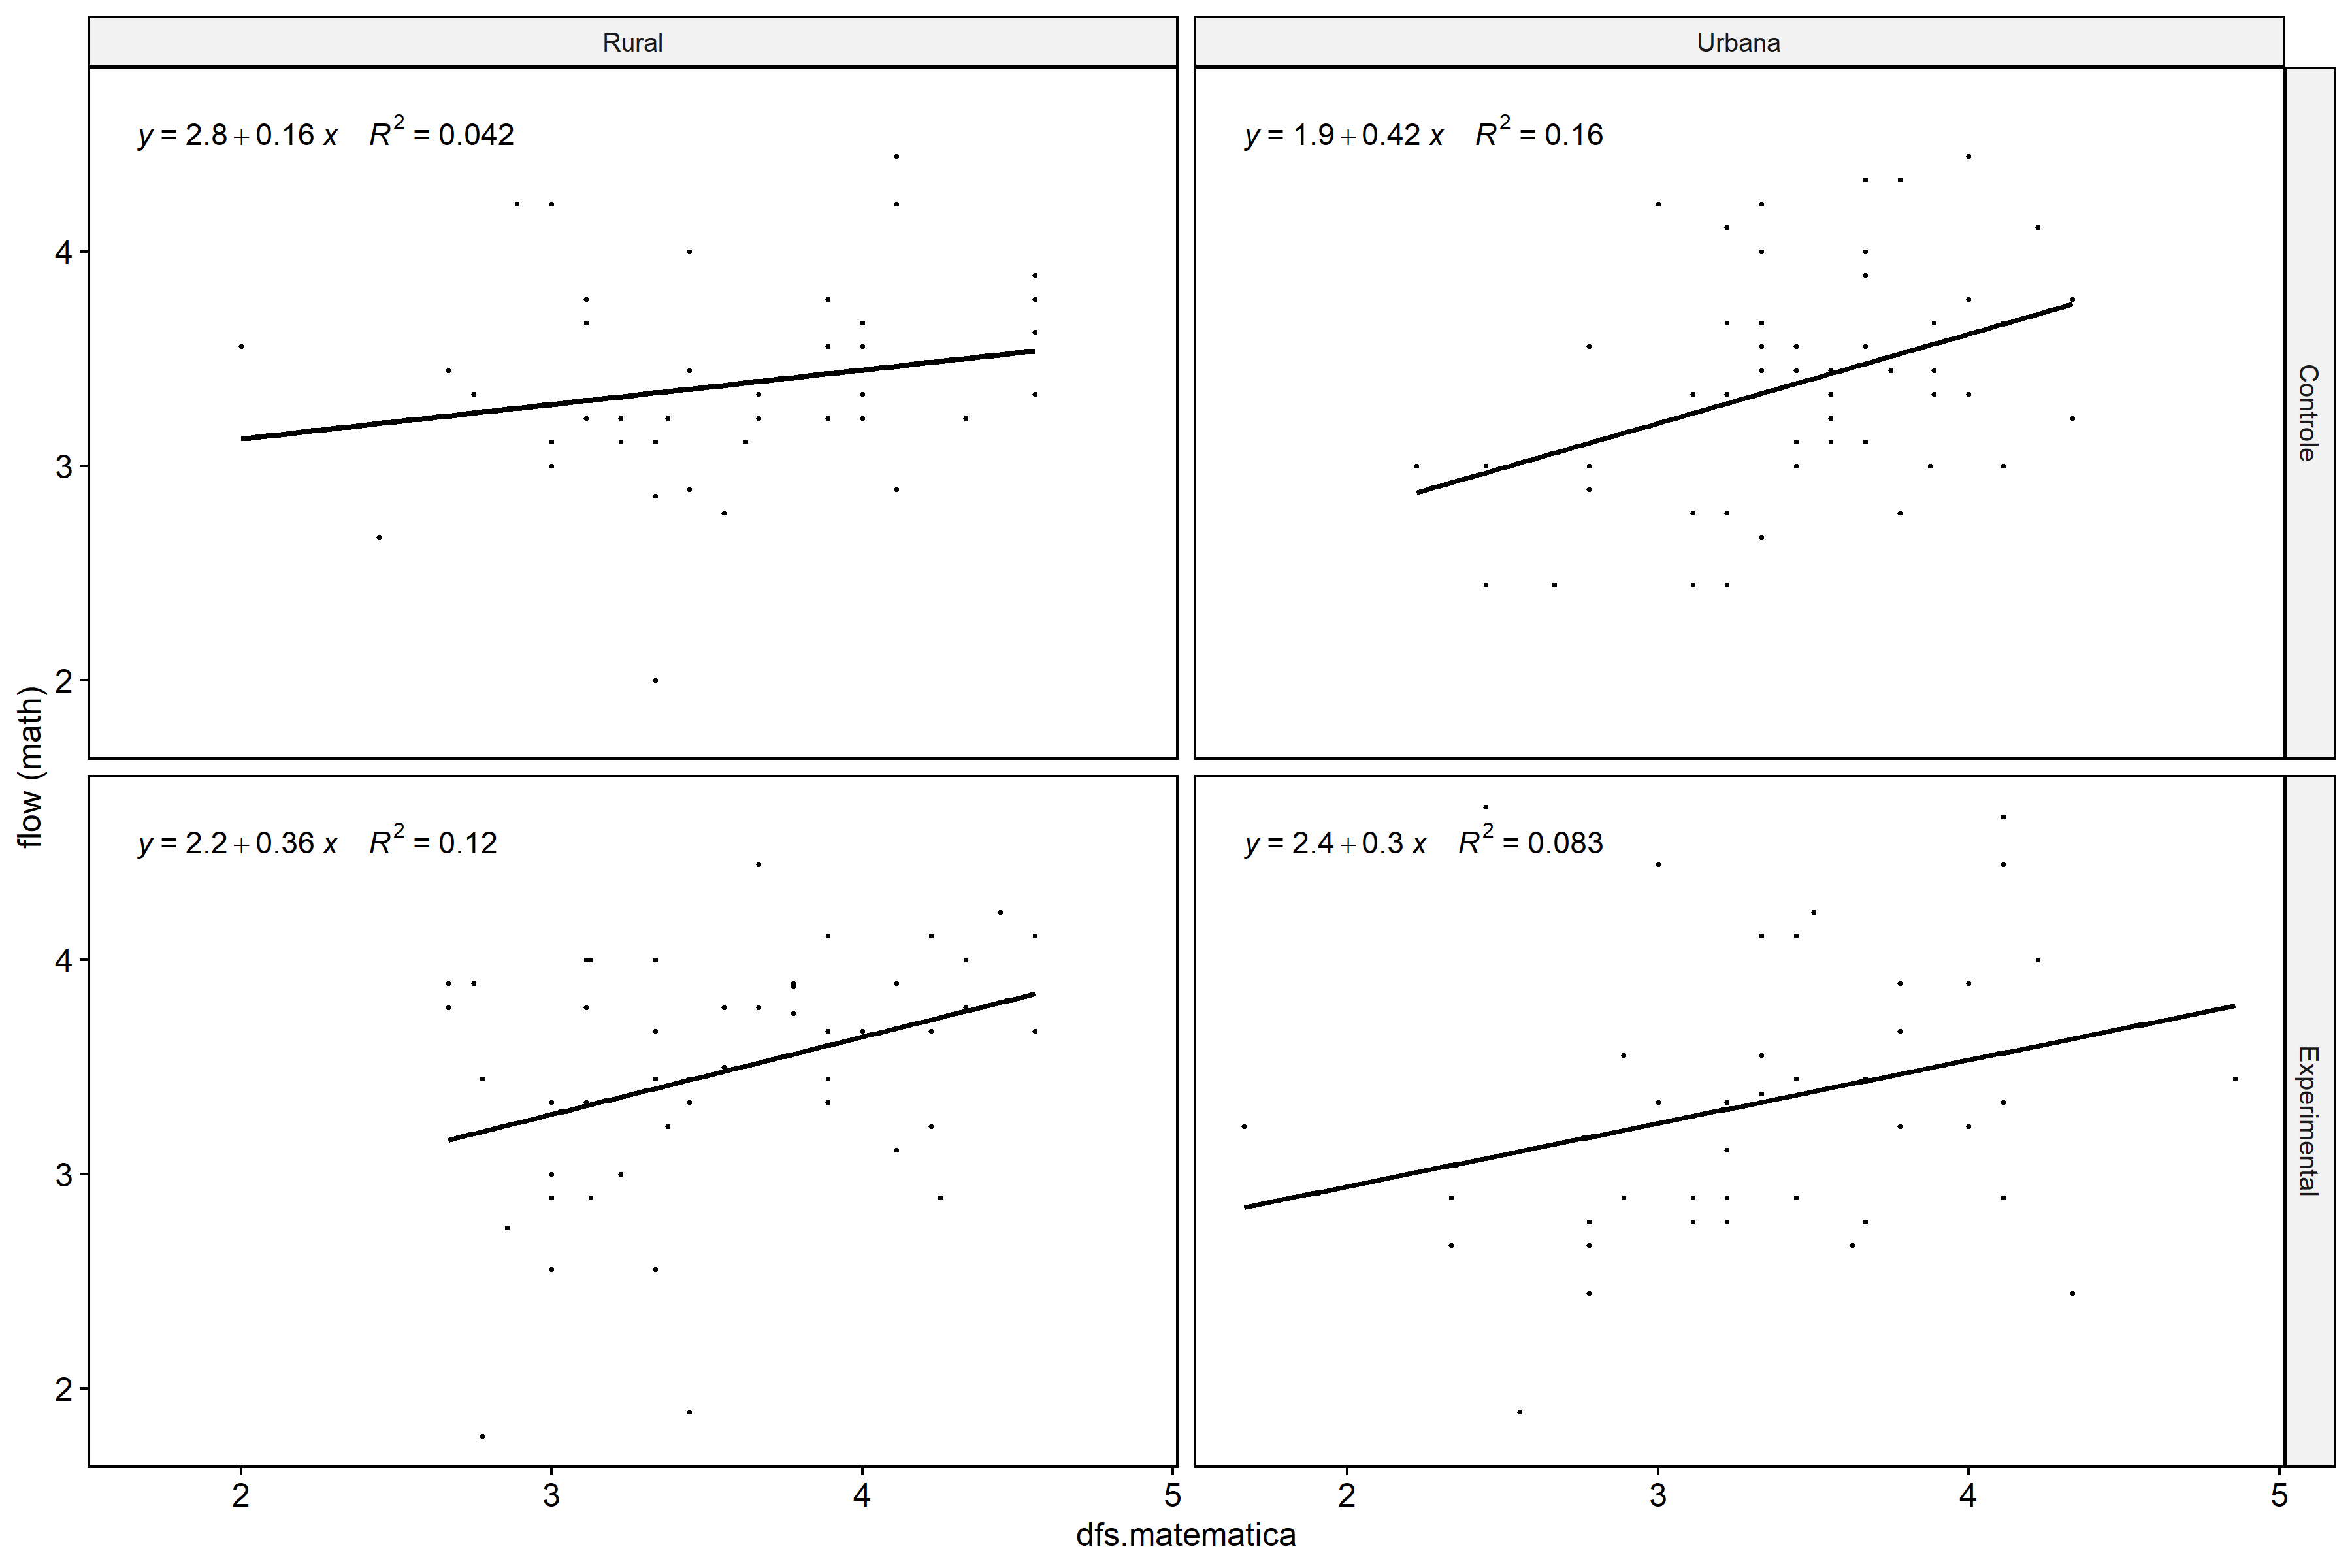 Rural
Urbana
y = 2.8 + 0.16 x R² = 0.042
y = 1.9 + 0.42 x R² = 0.16
Controle
4
3
2
flow (math)
y = 2.2 + 0.36 x R² = 0.12
y = 2.4 + 0.3 x R² = 0.083
Experimental
4
3
2
2 3 4 5
2 3 4 5
dfs.matematica